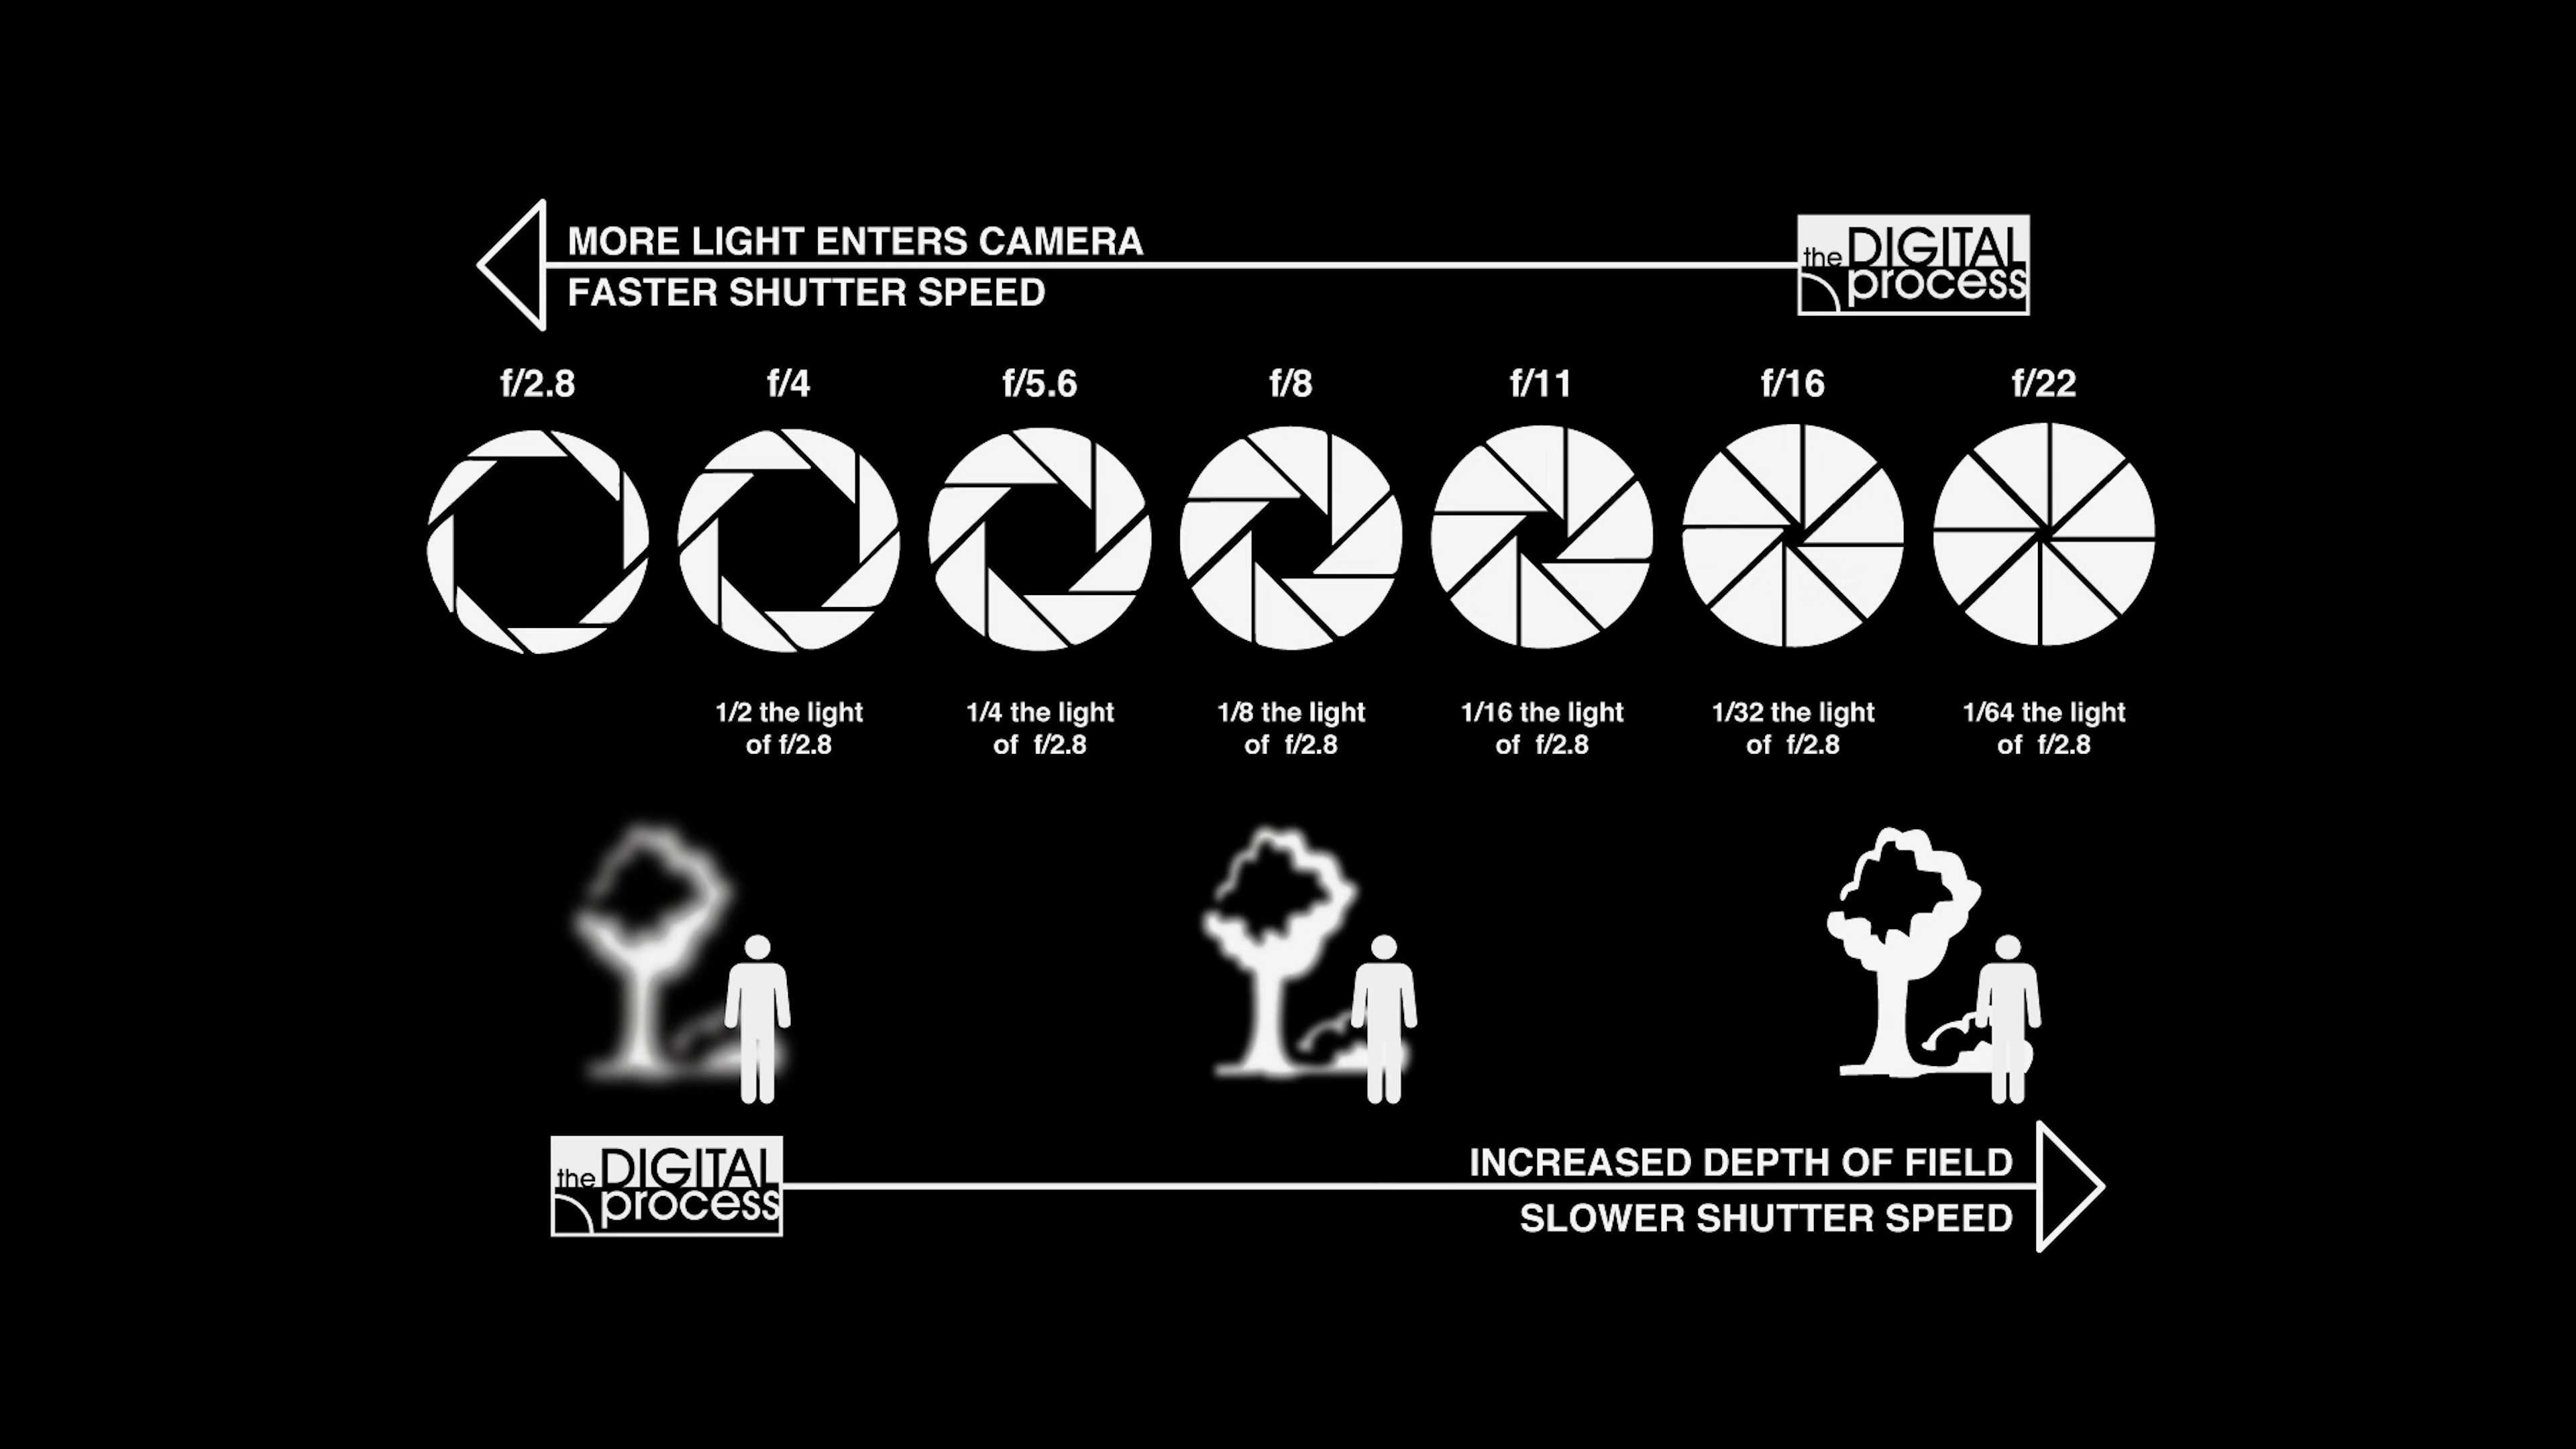 MORE LIGHT ENTERS CAMERA
FASTER SHUTTER SPEED
the DIGITAL
process
f/2.8 f/4 f/5.6 f/8 f/11 f/16 f/22
1/2 the light of f/2.8
1/4 the light of f/2.8
1/8 the light of f/2.8
1/16 the light of f/2.8
1/32 the light of f/2.8
1/64 the light of f/2.8
the DIGITAL
process
INCREASED DEPTH OF FIELD
SLOWER SHUTTER SPEED